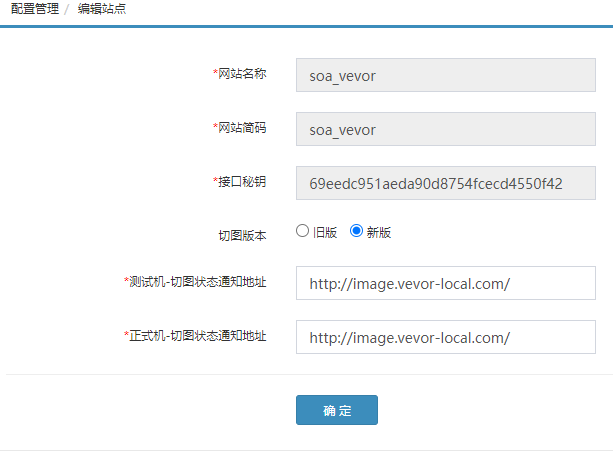 配置管理 / 编辑站点
*网站名称 soa_vevor
*网站简码 soa_vevor
*接口秘钥 69eedc951aeda90d8754fcecd4550f42
切图版本 旧版 新版
*测试机-切图状态通知地址 http://image.vevor-local.com/
*正式机-切图状态通知地址 http://image.vevor-local.com/
确 定